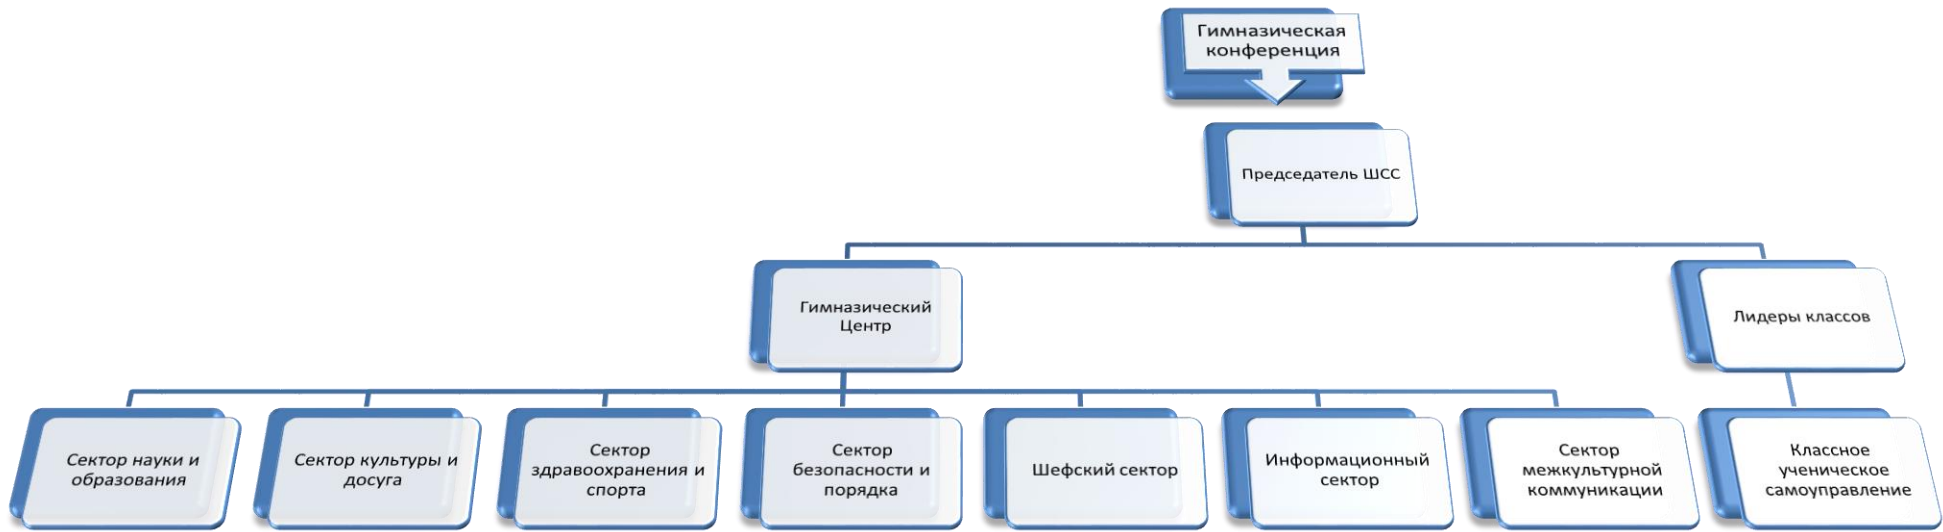 Гимназическая
конференция
Председатель ШСС
Гимназический
Центр
Лидеры классов
Сектор науки и
образования
Сектор культуры и
досуга
Сектор
здравоохранения и
спорта
Сектор
безопасности и
порядка
Шефский сектор
Информационный
сектор
Сектор
межкультурной
коммуникации
Классное
ученическое
самоуправление